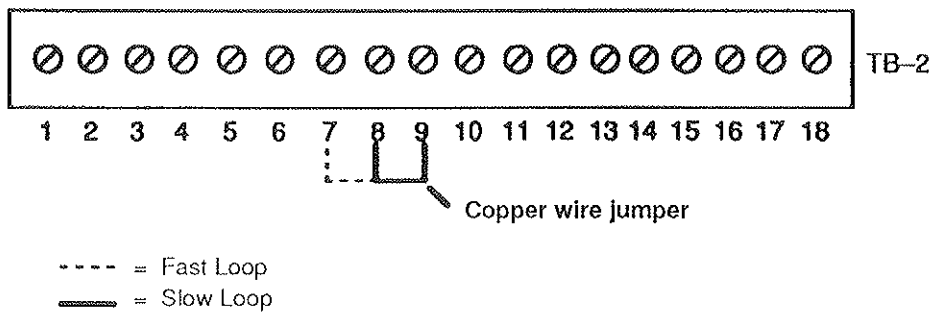 TB-2
1 2 3 4 5 6 7 8 9 10 11 12 13 14 15 16 17 18
Copper wire jumper
= Fast Loop
= Slow Loop